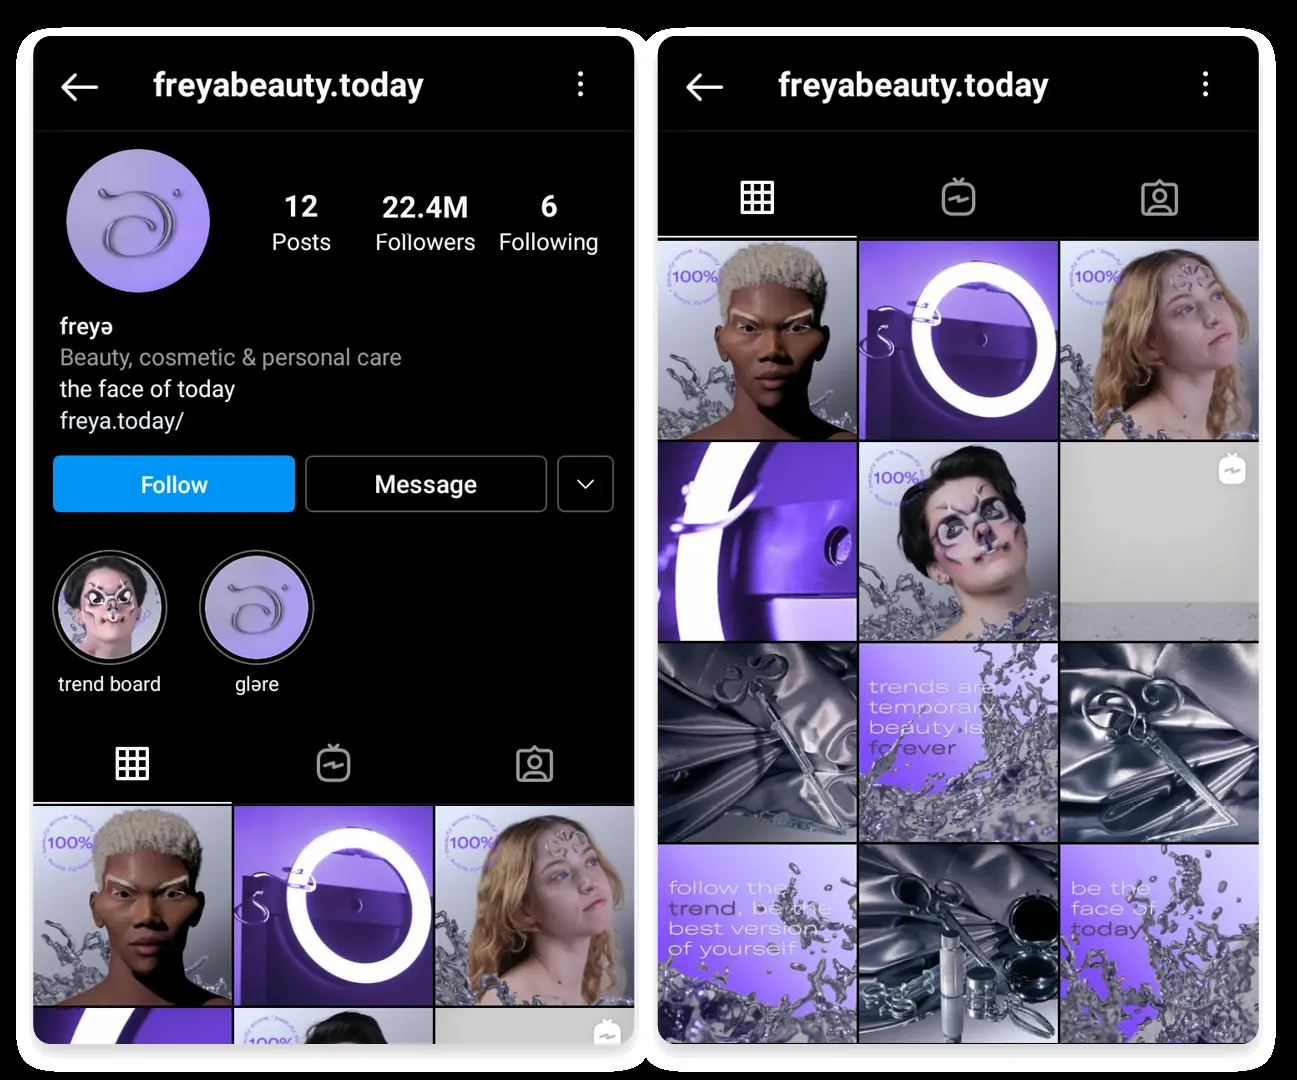 freyabeauty.today
12
Posts
22.4M
Followers
6
Following
freyə
Beauty, cosmetic & personal care
the face of today
freya.today/
Follow
Message
trend board
gləre
100%
100%
100%
freyabeauty.today
100%
100%
100%
trends are
temporary
beauty is
forever
follow the
trend, be the
best version
of yourself
be the
face of
today